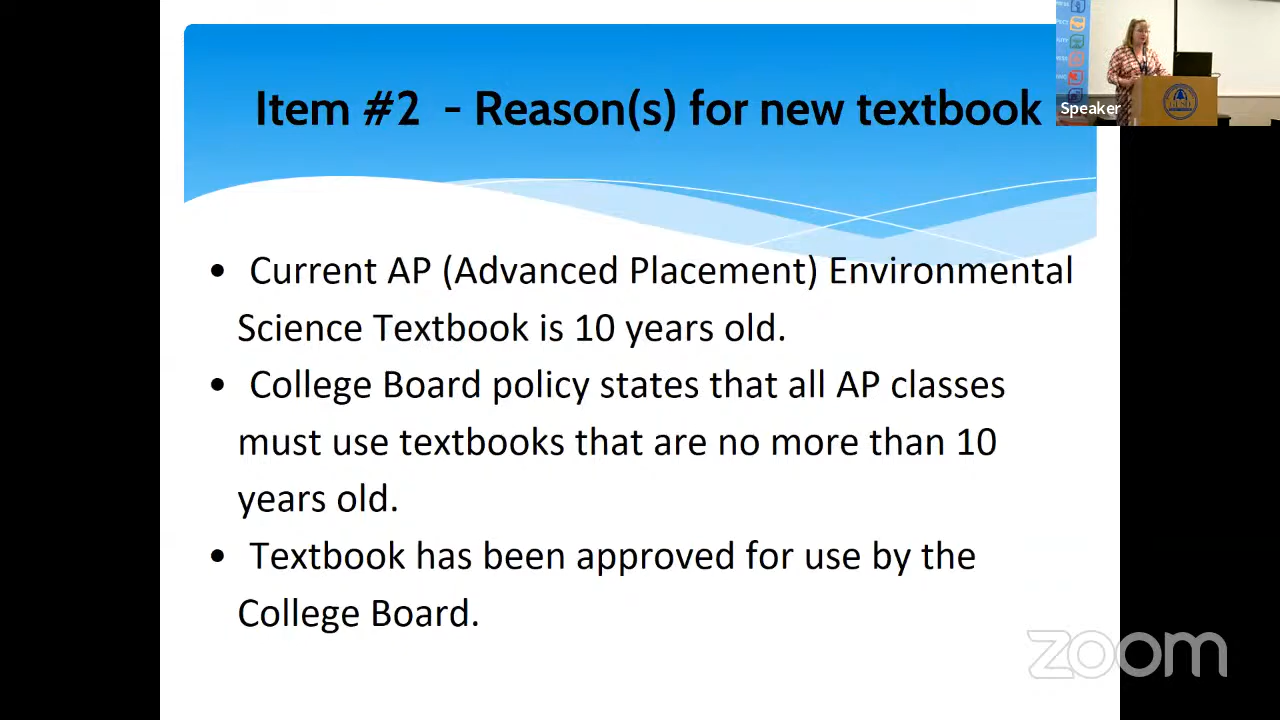 Item #2 - Reason(s) for new textbook
Speaker
• Current AP (Advanced Placement) Environmental
Science Textbook is 10 years old.
• College Board policy states that all AP classes
must use textbooks that are no more than 10
years old.
• Textbook has been approved for use by the
College Board.
zoom